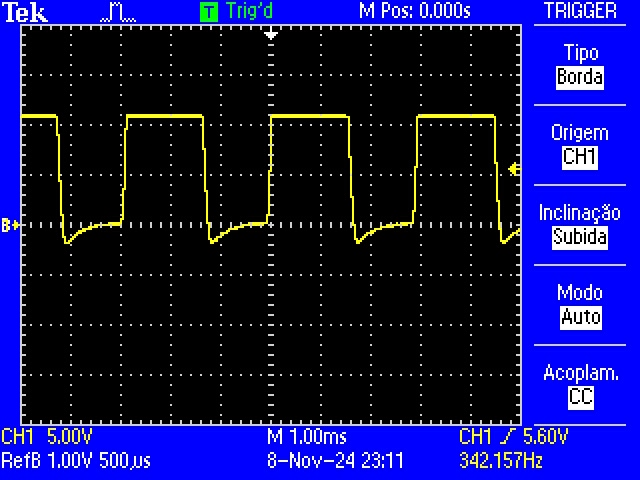 Tek T Trig'd M Pos: 0.000s TRIGGER
Tipo
Borda
Origem
CH1
B
Inclinação
Subida
Modo
Auto
Acoplam.
CC
CH1 5.00V M 1.00ms CH1 5.60V
RefB 1.00V 500µs 8-Nov-24 23:11 342.157Hz